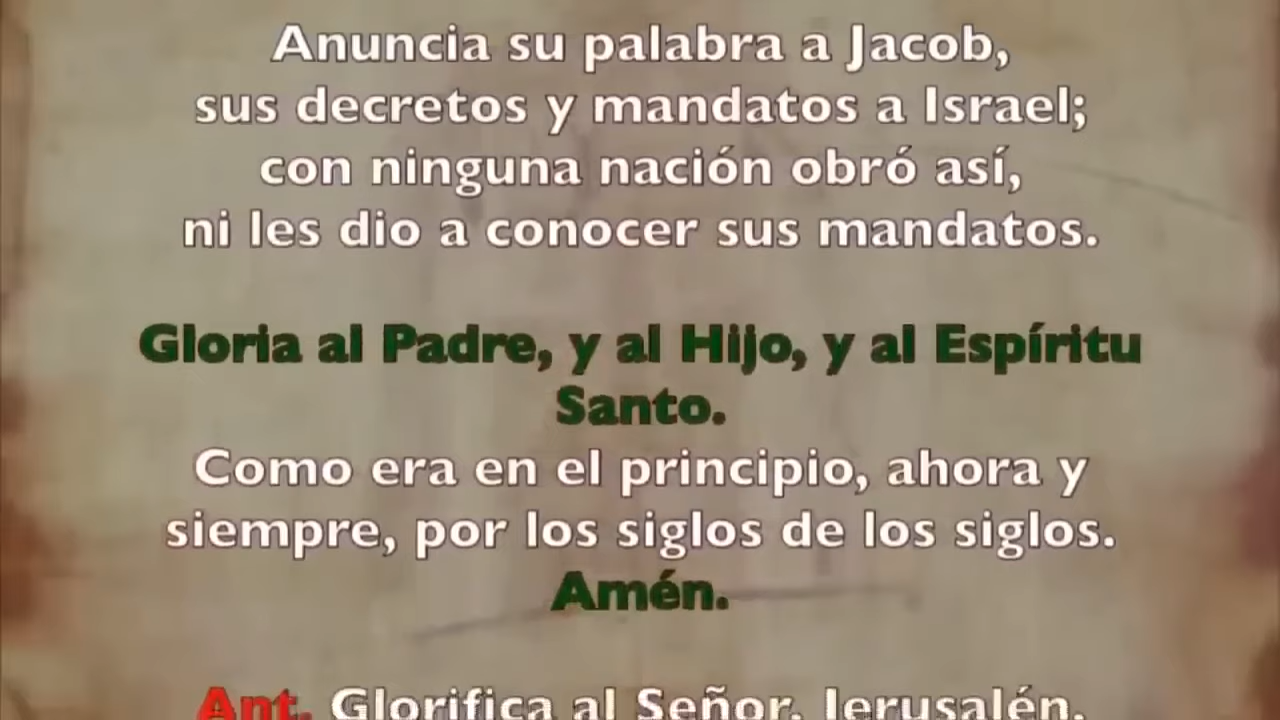 Anuncia su palabra a Jacob,
sus decretos y mandatos a Israel;
con ninguna nación obró así,
ni les dio a conocer sus mandatos.
Gloria al Padre, y al Hijo, y al Espíritu
Santo.
Como era en el principio, ahora y
siempre, por los siglos de los siglos.
Amén.
Ant. Glorifica al Señor, Jerusalén.